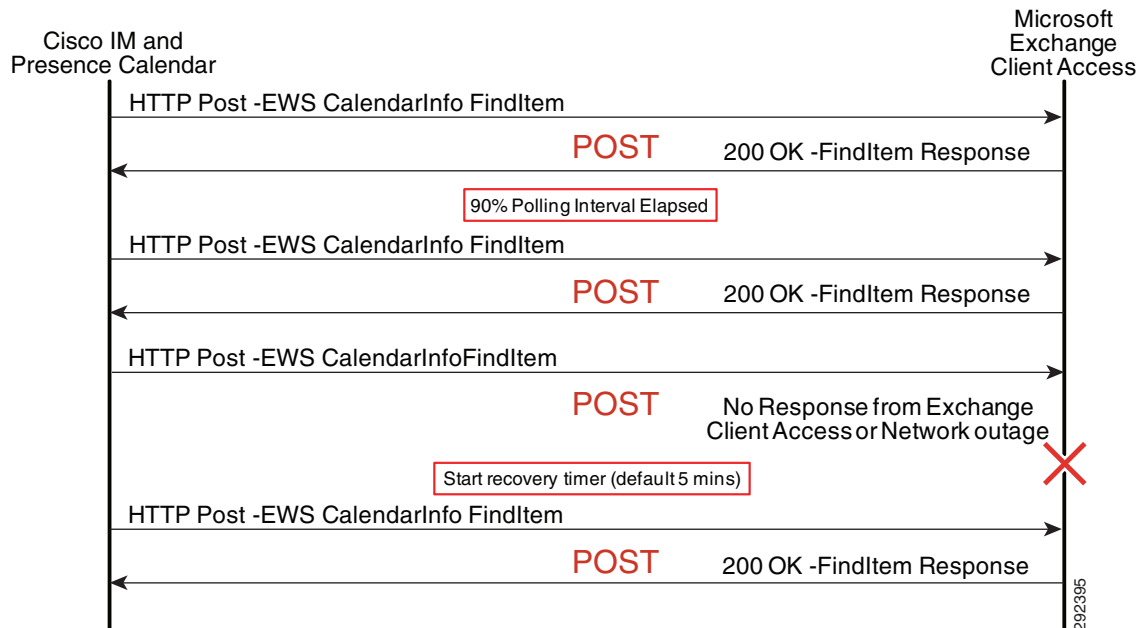 Cisco IM and
Presence Calendar
Microsoft
Exchange
Client Access
HTTP Post -EWS CalendarInfo FindItem
POST
200 OK -FindItem Response
90% Polling Interval Elapsed
HTTP Post -EWS CalendarInfo FindItem
POST
200 OK -FindItem Response
HTTP Post -EWS CalendarInfoFindItem
POST
No Response from Exchange
Client Access or Network outage
Start recovery timer (default 5 mins)
HTTP Post -EWS CalendarInfo FindItem
POST
200 OK -FindItem Response
292395